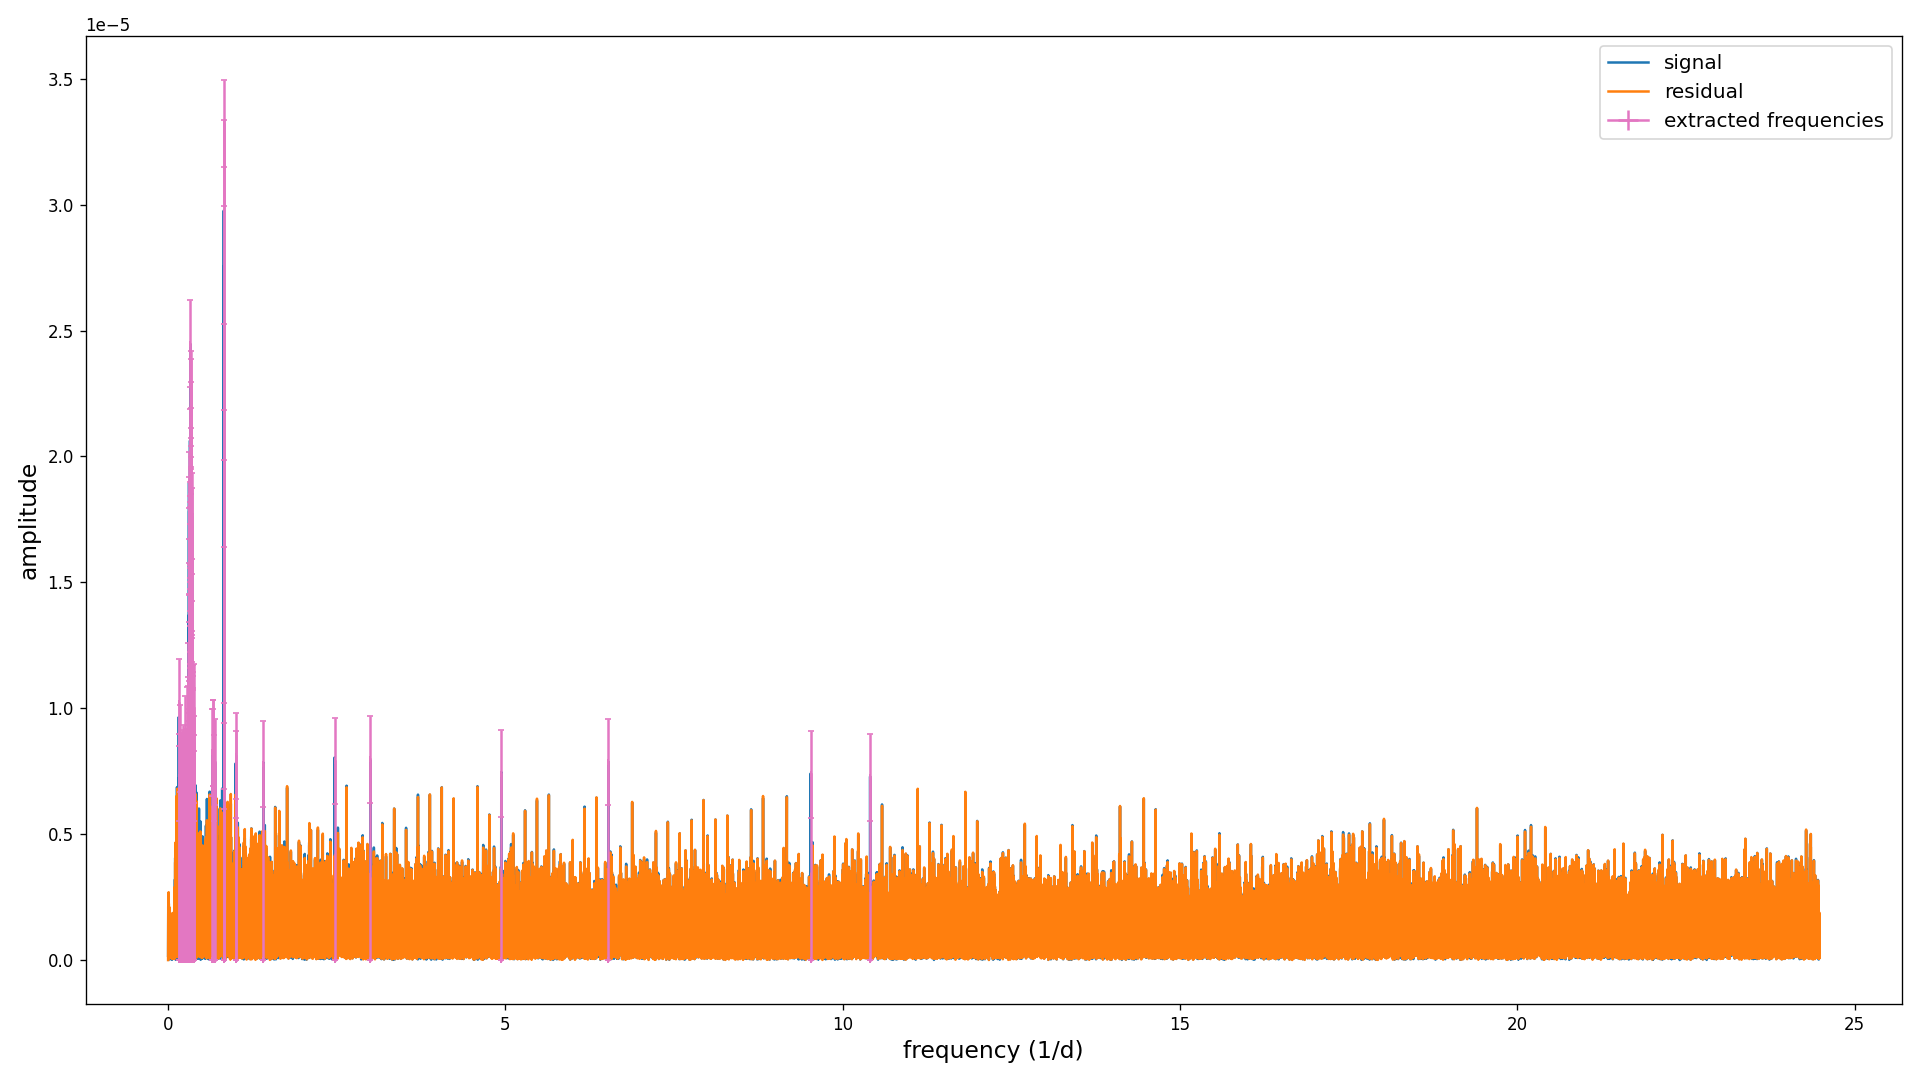 1e−5
3.5
3.0
2.5
2.0
1.5
1.0
0.5
0.0
amplitude
signal
residual
extracted frequencies
0 5 10 15 20 25
frequency (1/d)